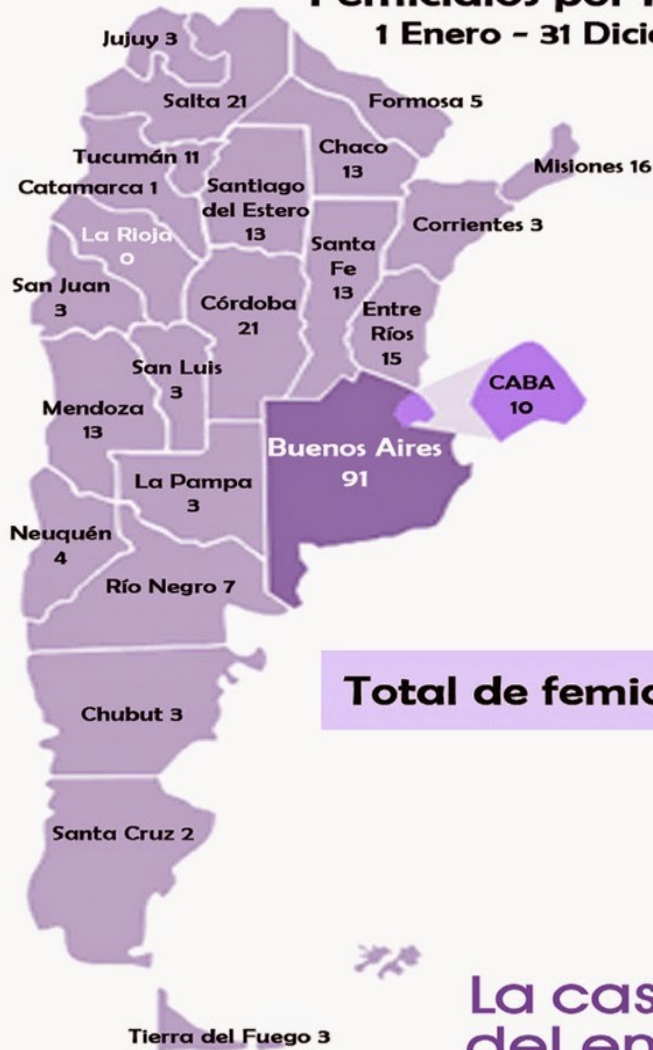 1 Enero - 31
Jujuy 3
Salta 21
Formosa 5
Tucumán 11
Chaco
13
Misiones 16
Catamarca 1
Santiago
del Estero
13
La Rioja
0
Corrientes 3
Santa
Fe
13
San Juan
3
Córdoba
21
Entre
Ríos
15
San Luis
3
CABA
10
Mendoza
13
Buenos Aires
91
La Pampa
3
Neuquén
4
Río Negro 7
Total de
Chubut 3
Santa Cruz 2
La
Tierra del Fuego 3